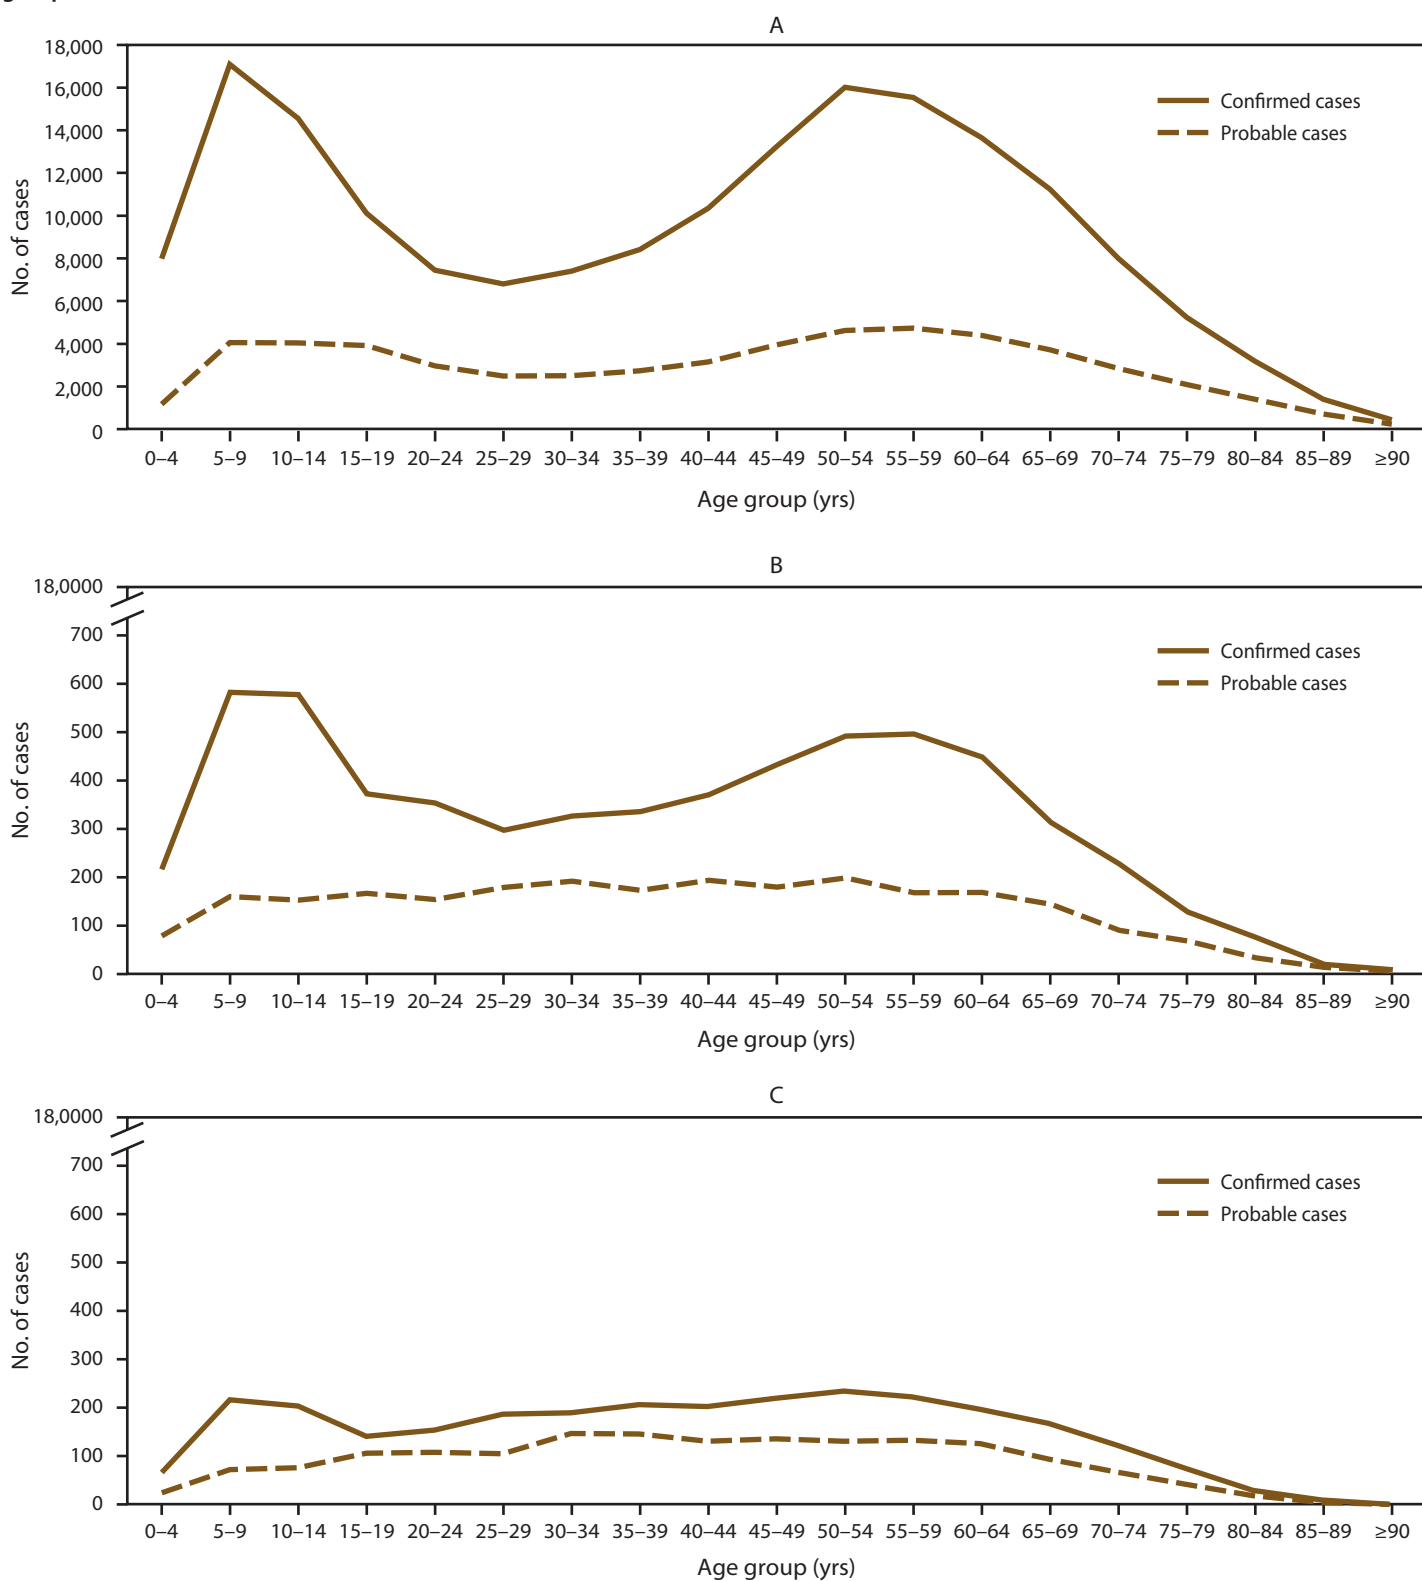 A
18,000
16,000
14,000
12,000
10,000
8,000
6,000
4,000
2,000
0
No. of cases
Confirmed cases
Probable cases
0–4 5–9 10–14 15–19 20–24 25–29 30–34 35–39 40–44 45–49 50–54 55–59 60–64 65–69 70–74 75–79 80–84 85–89 ≥90
Age group (yrs)
B
18,0000
700
600
500
400
300
200
100
0
No. of cases
Confirmed cases
Probable cases
0–4 5–9 10–14 15–19 20–24 25–29 30–34 35–39 40–44 45–49 50–54 55–59 60–64 65–69 70–74 75–79 80–84 85–89 ≥90
Age group (yrs)
C
18,0000
700
600
500
400
300
200
100
0
No. of cases
Confirmed cases
Probable cases
0–4 5–9 10–14 15–19 20–24 25–29 30–34 35–39 40–44 45–49 50–54 55–59 60–64 65–69 70–74 75–79 80–84 85–89 ≥90
Age group (yrs)